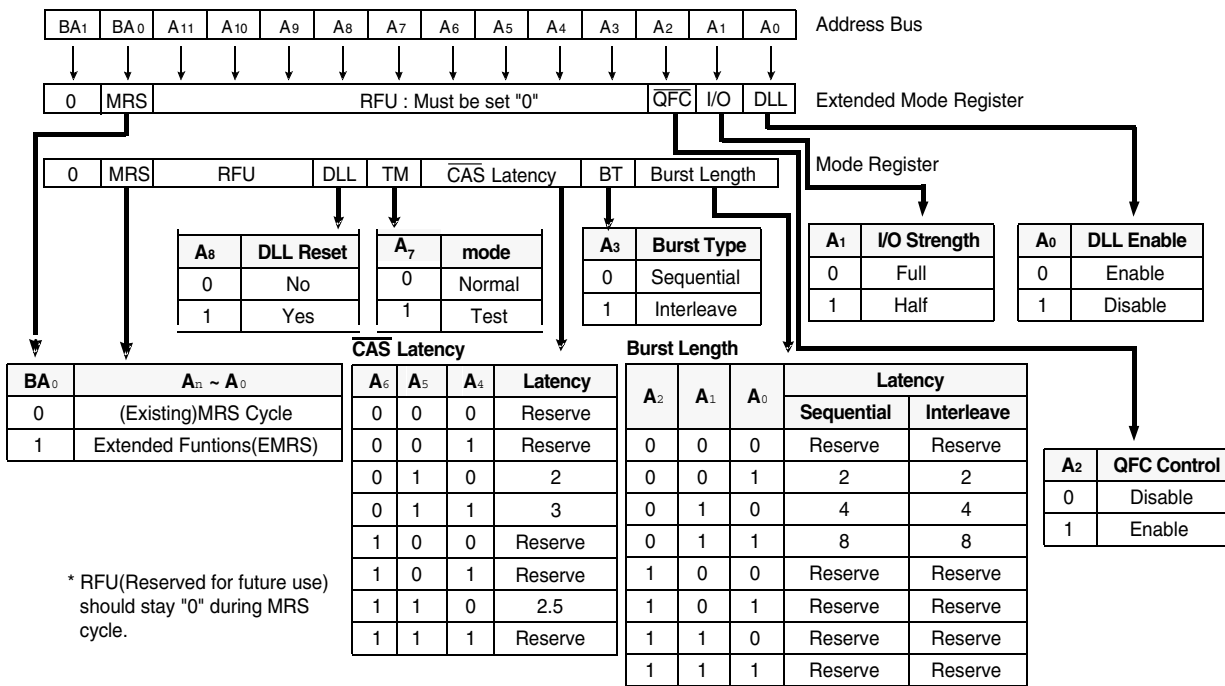 BA1 BA0 A11 A10 A9 A8 A7 A6 A5 A4 A3 A2 A1 A0 Address Bus
0 MRS RFU : Must be set "0" QFC I/O DLL Extended Mode Register
Mode Register
0 MRS RFU DLL TM CAS Latency BT Burst Length
A8 DLL Reset
0 No
1 Yes
A7 mode
0 Normal
1 Test
A3 Burst Type
0 Sequential
1 Interleave
A1 I/O Strength
0 Full
1 Half
A0 DLL Enable
0 Enable
1 Disable
BA0 An ~ A0
0 (Existing)MRS Cycle
1 Extended Funtions(EMRS)
CAS Latency
A6 A5 A4 Latency
0 0 0 Reserve
0 0 1 Reserve
0 1 0 2
0 1 1 3
1 0 0 Reserve
1 0 1 Reserve
1 1 0 2.5
1 1 1 Reserve
Burst Length
A2 A1 A0 Latency
Sequential Interleave
0 0 0 Reserve Reserve
0 0 1 2 2
0 1 0 4 4
0 1 1 8 8
1 0 0 Reserve Reserve
1 0 1 Reserve Reserve
1 1 0 Reserve Reserve
1 1 1 Reserve Reserve
A2 QFC Control
0 Disable
1 Enable
* RFU(Reserved for future use)
should stay "0" during MRS
cycle.